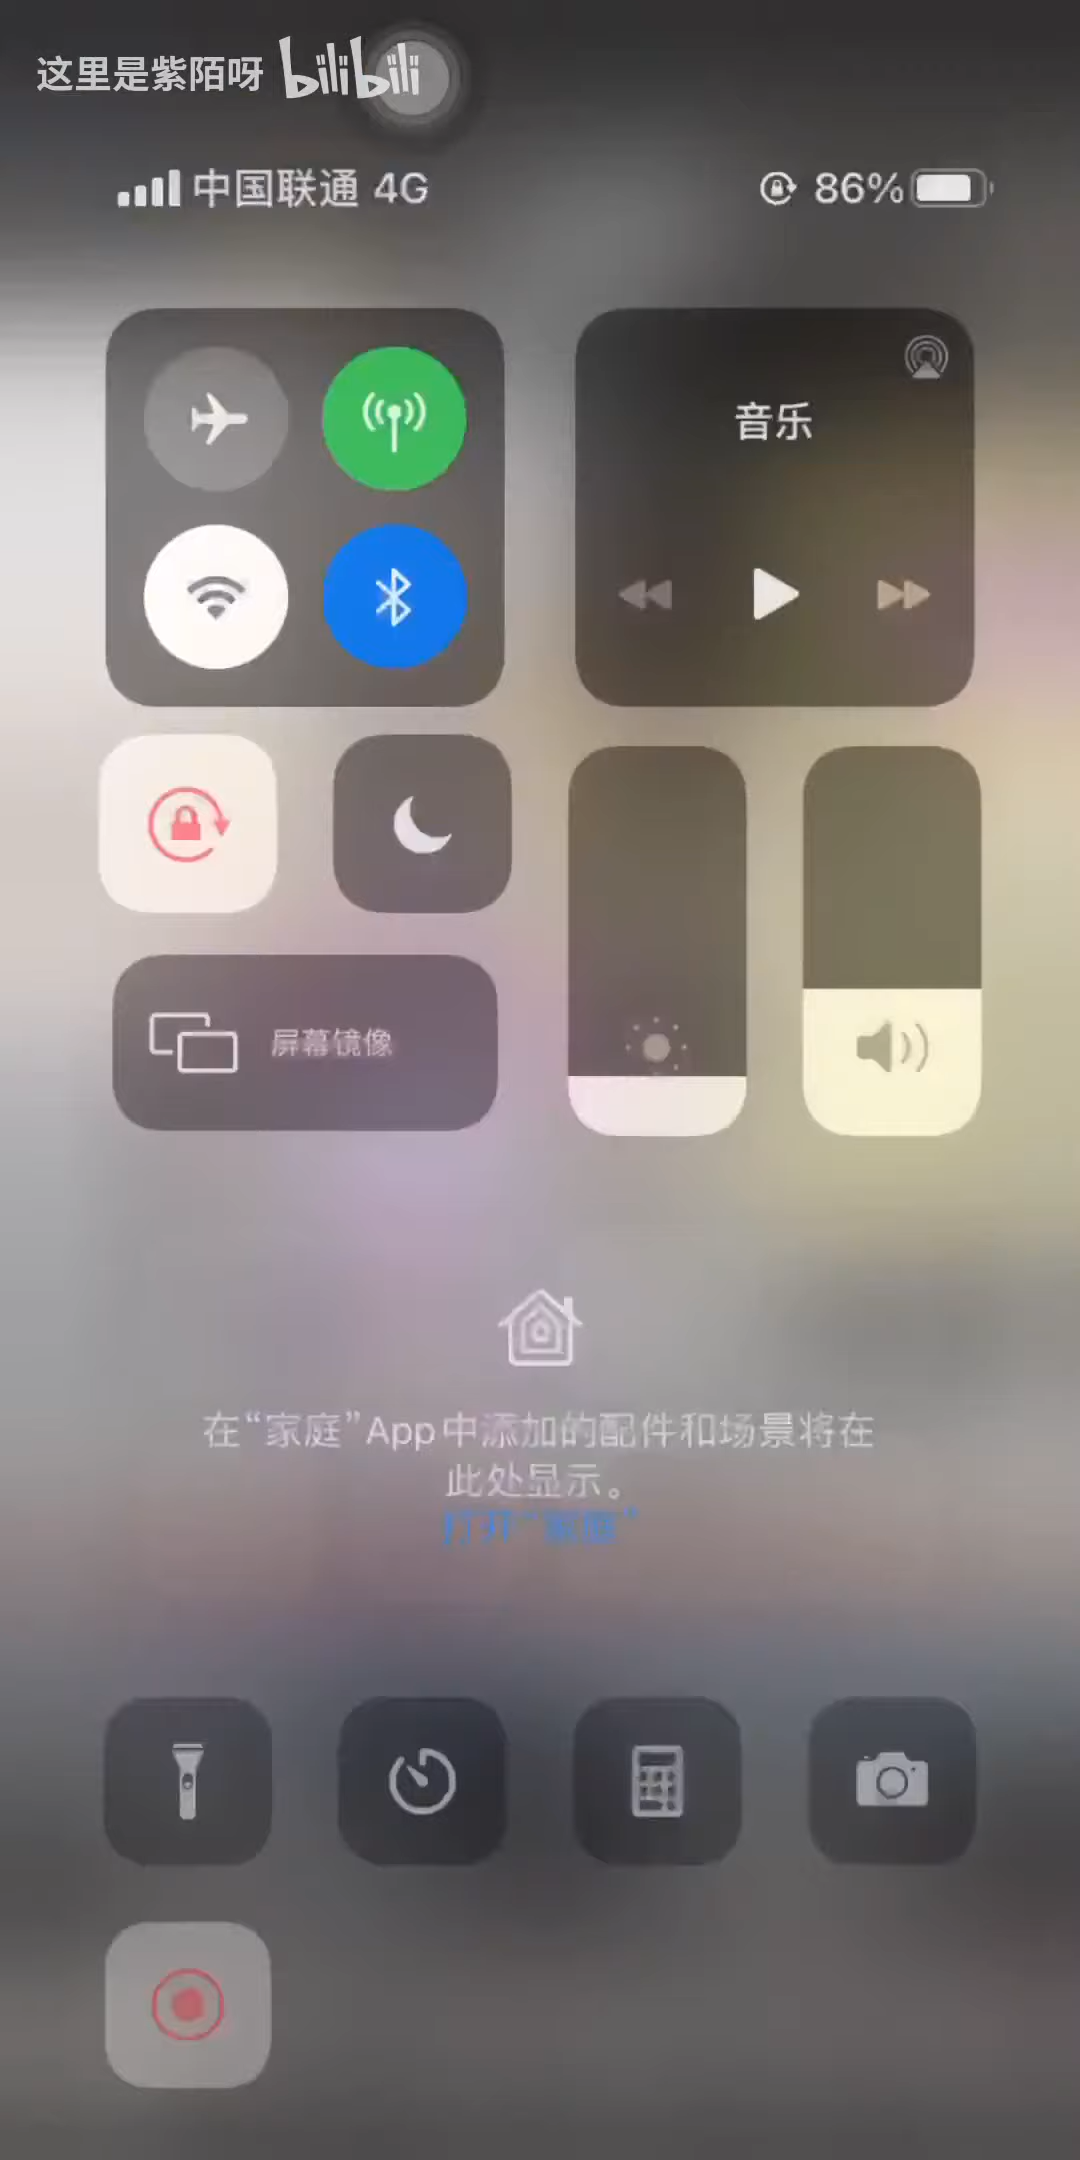 这里是紫陌呀 bilibili
中国联通 4G 86%
音乐
屏幕镜像
在“家庭”App中添加的配件和场景将在
此处显示。
打开“家庭”